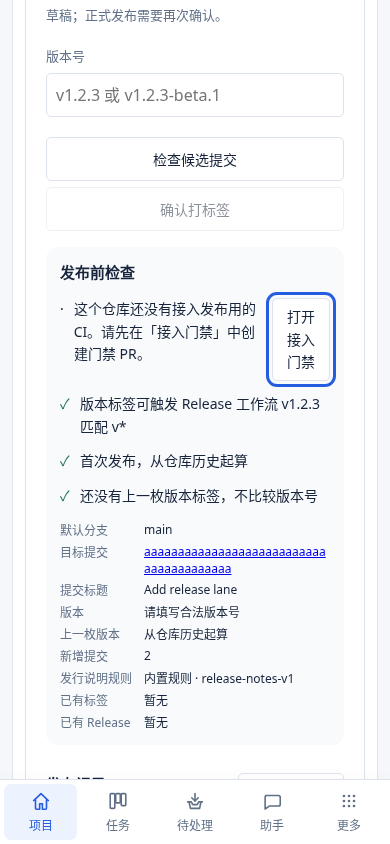 草稿；正式发布需要再次确认。
版本号
v1.2.3 或 v1.2.3-beta.1
检查候选提交
确认打标签
发布前检查
· 这个仓库还没有接入发布用的
CI。请先在「接入门禁」中创
建门禁 PR。
打开
接入
门禁
✓ 版本标签可触发 Release 工作流 v1.2.3
匹配 v*
✓ 首次发布，从仓库历史起算
✓ 还没有上一枚版本标签，不比较版本号
默认分支 main
目标提交 aaaaaaaaaaaaaaaaaaaaaaaaaaa
aaaaaaaaaaaaa
提交标题 Add release lane
版本 请填写合法版本号
上一枚版本 从仓库历史起算
新增提交 2
发行说明规则 内置规则 · release-notes-v1
已有标签 暂无
已有 Release 暂无
项目 任务 待处理 助手 更多